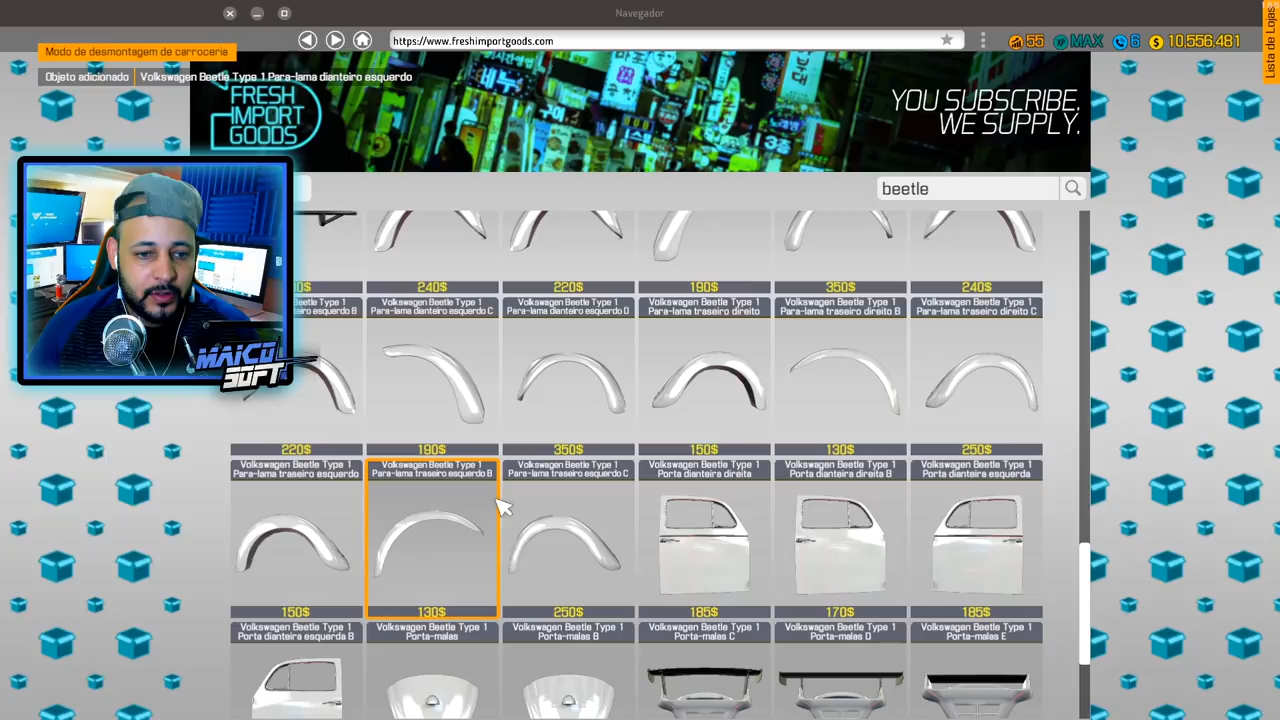 Navegador
https://www.freshimportgoods.com
55
MAX
6
10,556,481
Lista de Lojas
Modo de desmontagem de carroceria
Objeto adicionado
Volkswagen Beetle Type 1 Para-lama dianteiro esquerdo
FRESH
IMPORT
GOODS
YOU SUBSCRIBE.
WE SUPPLY.
beetle
240$
220$
190$
350$
240$
Volkswagen Beetle Type 1
Para-lama dianteiro esquerdo C
Volkswagen Beetle Type 1
Para-lama dianteiro esquerdo D
Volkswagen Beetle Type 1
Para-lama traseiro direito
Volkswagen Beetle Type 1
Para-lama traseiro direito B
Volkswagen Beetle Type 1
Para-lama traseiro direito C
220$
190$
350$
150$
130$
250$
Volkswagen Beetle Type 1
Para-lama traseiro esquerdo
Volkswagen Beetle Type 1
Para-lama traseiro esquerdo B
Volkswagen Beetle Type 1
Para-lama traseiro esquerdo C
Volkswagen Beetle Type 1
Porta dianteira direita
Volkswagen Beetle Type 1
Porta dianteira direita B
Volkswagen Beetle Type 1
Porta dianteira esquerda
150$
130$
250$
185$
170$
185$
Volkswagen Beetle Type 1
Porta dianteira esquerda B
Volkswagen Beetle Type 1
Porta-malas
Volkswagen Beetle Type 1
Porta-malas B
Volkswagen Beetle Type 1
Porta-malas C
Volkswagen Beetle Type 1
Porta-malas D
Volkswagen Beetle Type 1
Porta-malas E
MAICO
SOFT